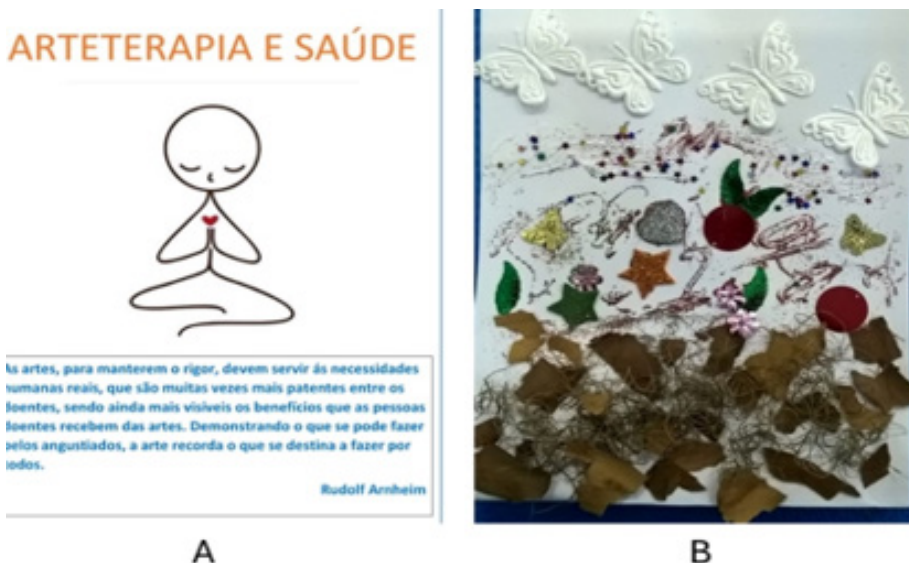 ARTETERAPIA E SAÚDE
As artes, para manterem o rigor, devem servir ás necessidades
humanas reais, que são muitas vezes mais patentes entre os
doentes, sendo ainda mais visiveis os benefícios que as pessoas
doentes recebem das artes. Demonstrando o que se pode fazer
pelos angustiados, a arte recorda o que se destina a fazer por
todos.
Rudolf Arnheim
A
B